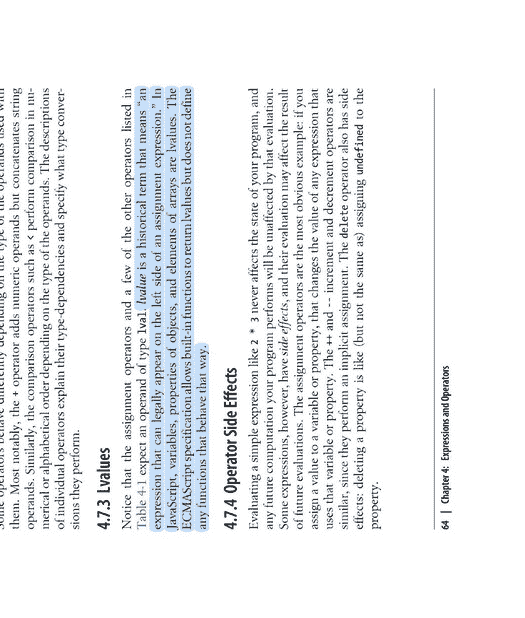 Some operators behave differently depending on the type of the operands used with
them. Most notably, the + operator adds numeric operands but concatenates string
operands. Similarly, the comparison operators such as < perform comparison in nu-
merical or alphabetical order depending on the type of the operands. The descriptions
of individual operators explain their type-dependencies and specify what type conver-
sions they perform.
4.7.3 Lvalues
Notice that the assignment operators and a few of the other operators listed in
Table 4-1 expect an operand of type lval. lvalue is a historical term that means “an
expression that can legally appear on the left side of an assignment expression.” In
JavaScript, variables, properties of objects, and elements of arrays are lvalues. The
ECMAScript specification allows built-in functions to return lvalues but does not define
any functions that behave that way.
4.7.4 Operator Side Effects
Evaluating a simple expression like 2 * 3 never affects the state of your program, and
any future computation your program performs will be unaffected by that evaluation.
Some expressions, however, have side effects, and their evaluation may affect the result
of future evaluations. The assignment operators are the most obvious example: if you
assign a value to a variable or property, that changes the value of any expression that
uses that variable or property. The ++ and -- increment and decrement operators are
similar, since they perform an implicit assignment. The delete operator also has side
effects: deleting a property is like (but not the same as) assigning undefined to the
property.
64 | Chapter 4: Expressions and Operators